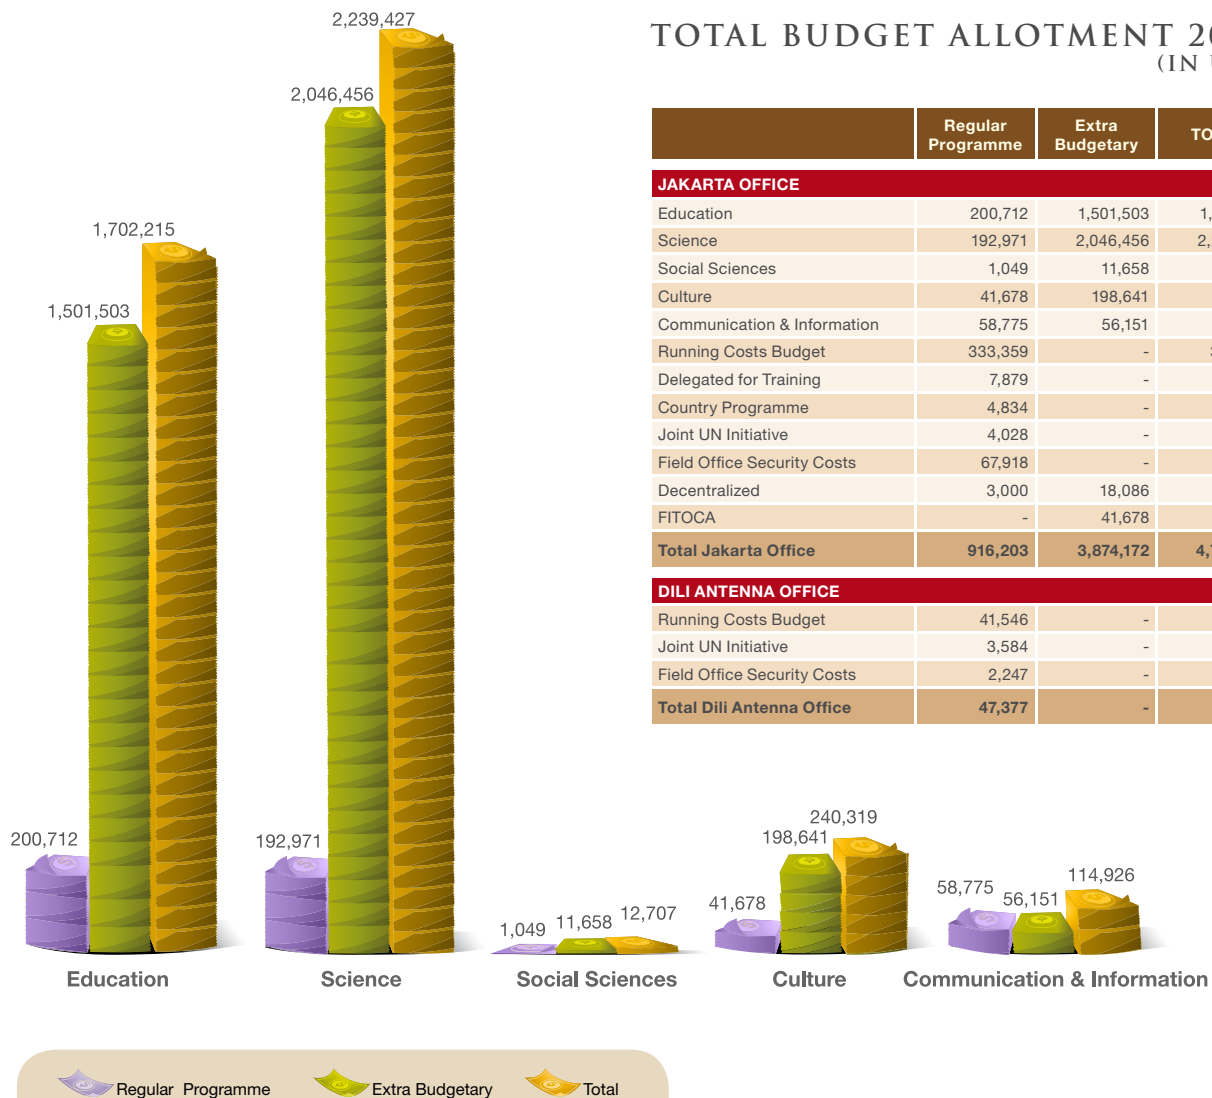 TOTAL BUDGET ALLOTMENT
(IN
Regular Programme Extra Budgetary
JAKARTA OFFICE
Education 200,712 1,501,503
Science 192,971 2,046,456
Social Sciences 1,049 11,658
Culture 41,678 198,641
Communication & Information 58,775 56,151
Running Costs Budget 333,359 -
Delegated for Training 7,879 -
Country Programme 4,834 -
Joint UN Initiative 4,028 -
Field Office Security Costs 67,918 -
Decentralized 3,000 18,086
FITOCA - 41,678
Total Jakarta Office 916,203 3,874,172
DILI ANTENNA OFFICE
Running Costs Budget 41,546 -
Joint UN Initiative 3,584 -
Field Office Security Costs 2,247 -
Total Dili Antenna Office 47,377 -
200,712
1,501,503
1,702,215
Education
192,971
2,046,456
2,239,427
Science
1,049
11,658
12,707
Social Sciences
41,678
198,641
240,319
Culture
58,775
56,151
114,926
Communication & Information
Regular Programme
Extra Budgetary
Total